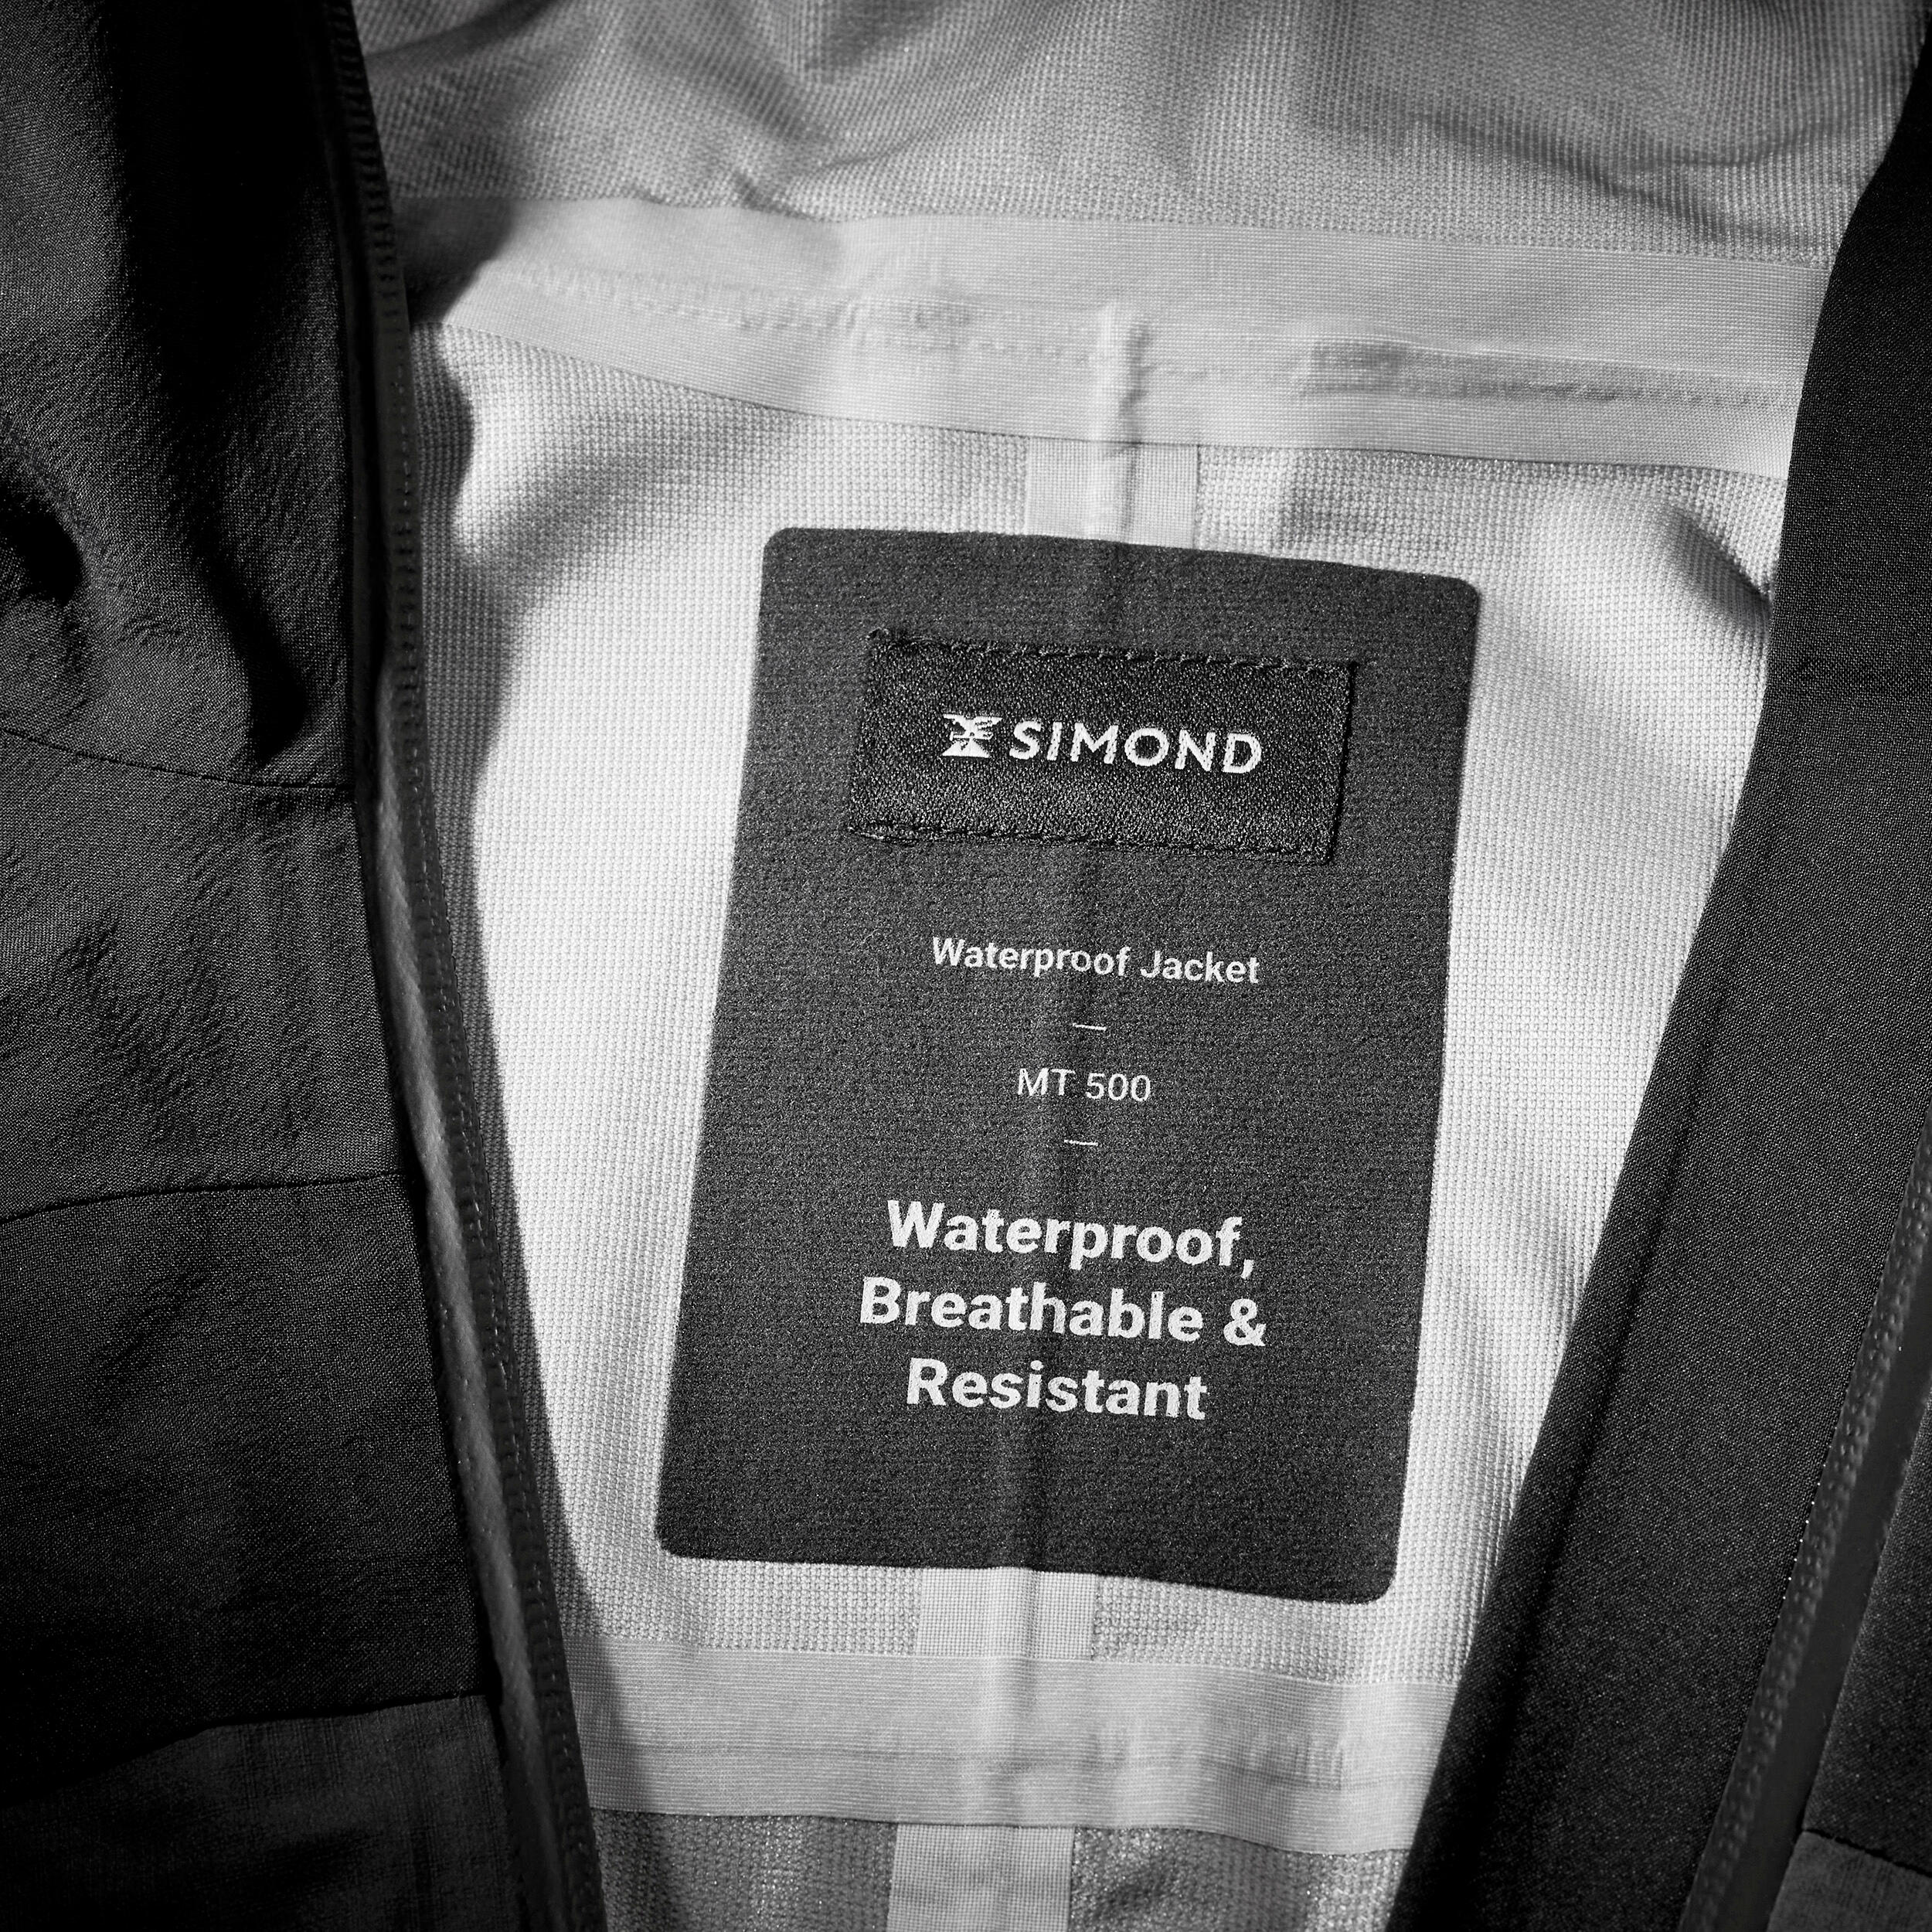 SIMOND
Waterproof Jacket
—
MT 500
—
Waterproof,
Breathable &
Resistant